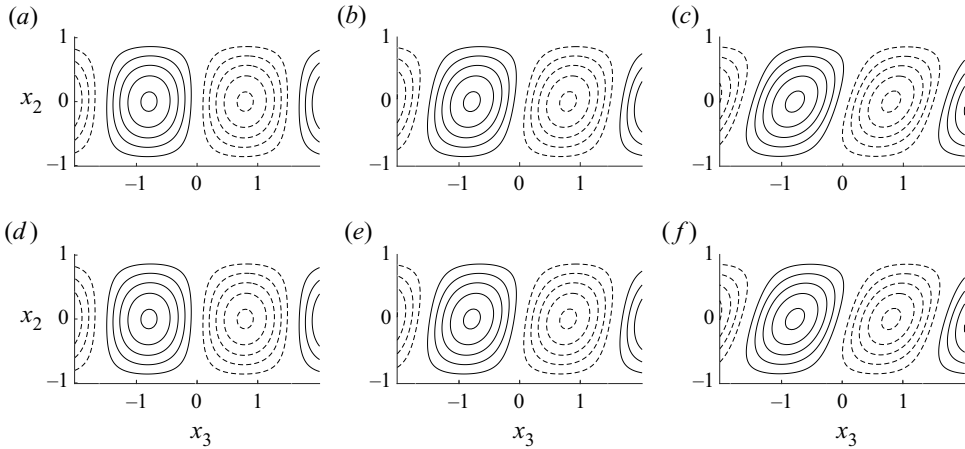 (a) (b) (c)
1 1 1
x2 0 0 0
–1 –1 –1
–1 0 1 –1 0 1 –1 0 1
(d) (e) (f)
1 1 1
x2 0 0 0
–1 –1 –1
–1 0 1 –1 0 1 –1 0 1
x3 x3